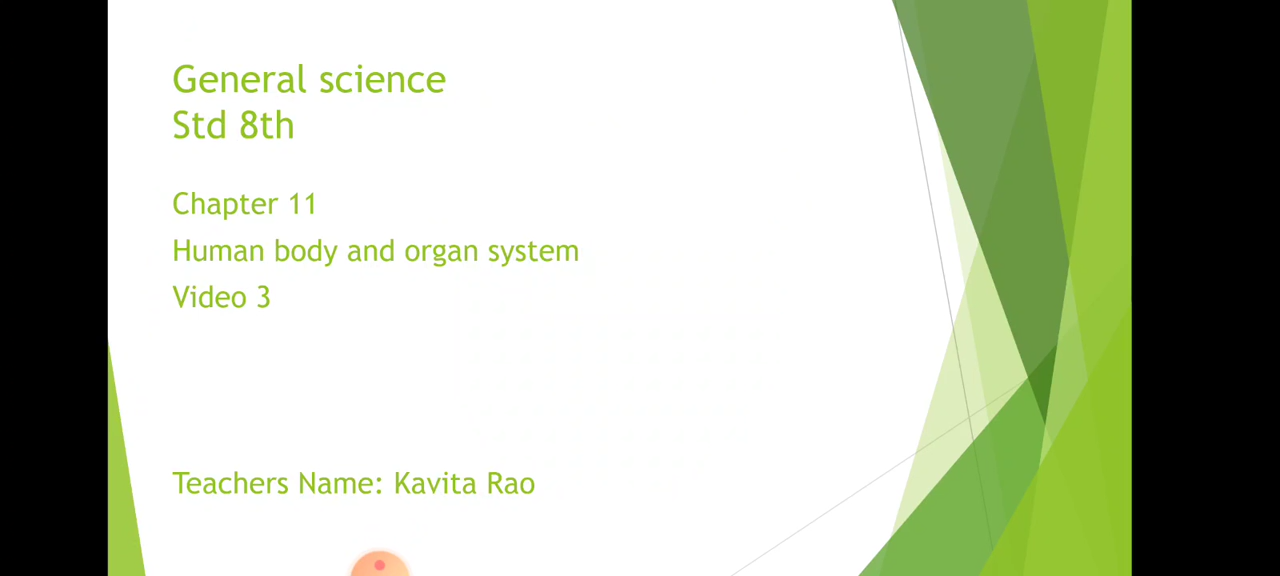 General science
Std 8th
Chapter 11
Human body and organ system
Video 3
Teachers Name: Kavita Rao